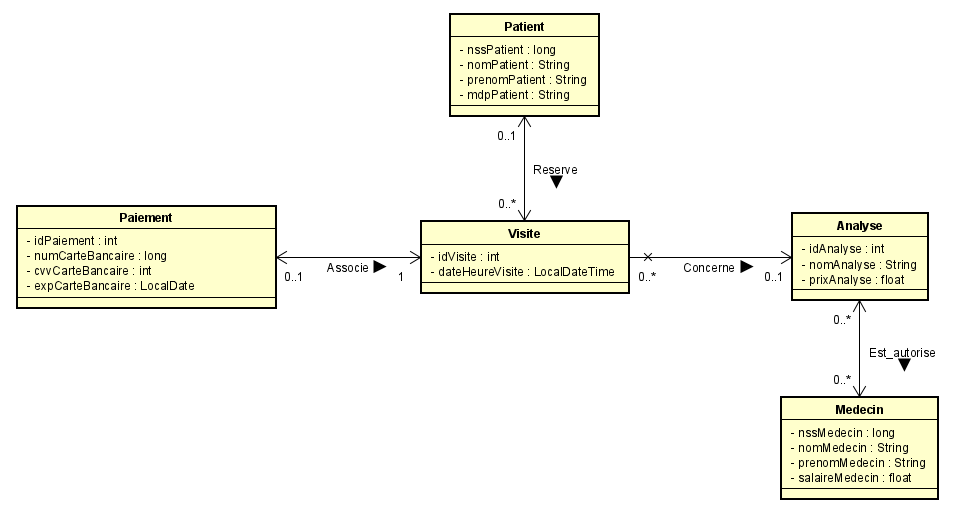 Patient
- nssPatient : long
- nomPatient : String
- prenomPatient : String
- mdpPatient : String
0..1
Reserve
0..*
Paiement
- idPaiement : int
- numCarteBancaire : long
- cvvCarteBancaire : int
- expCarteBancaire : LocalDate
0..1
Associe
1
Visite
- idVisite : int
- dateHeureVisite : LocalDateTime
0..*
Concerne
0..1
Analyse
- idAnalyse : int
- nomAnalyse : String
- prixAnalyse : float
0..*
Est_autorise
0..*
Medecin
- nssMedecin : long
- nomMedecin : String
- prenomMedecin : String
- salaireMedecin : float